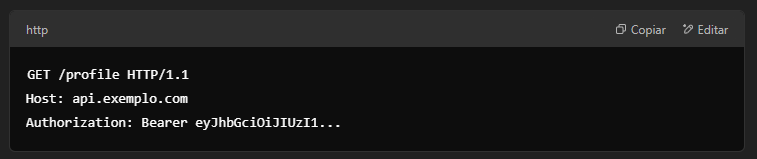 http
Copiar
Editar
GET /profile HTTP/1.1
Host: api.exemplo.com
Authorization: Bearer eyJhbGciOiJIUzI1...